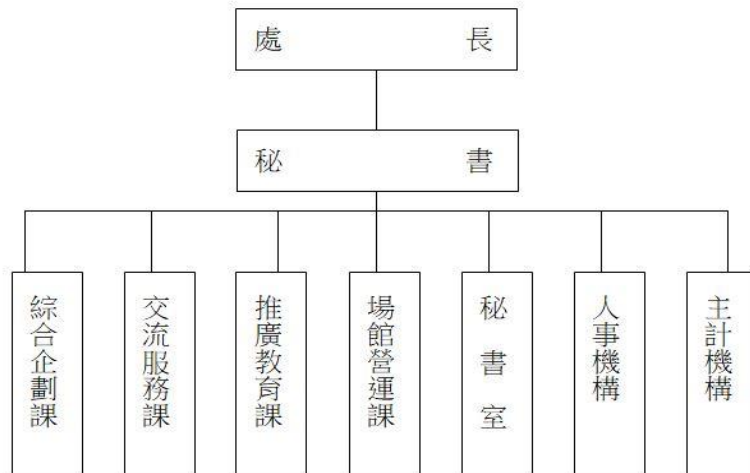 處長
秘書
綜合企劃課
交流服務課
推廣教育課
場館營運課
秘書室
人事機構
主計機構